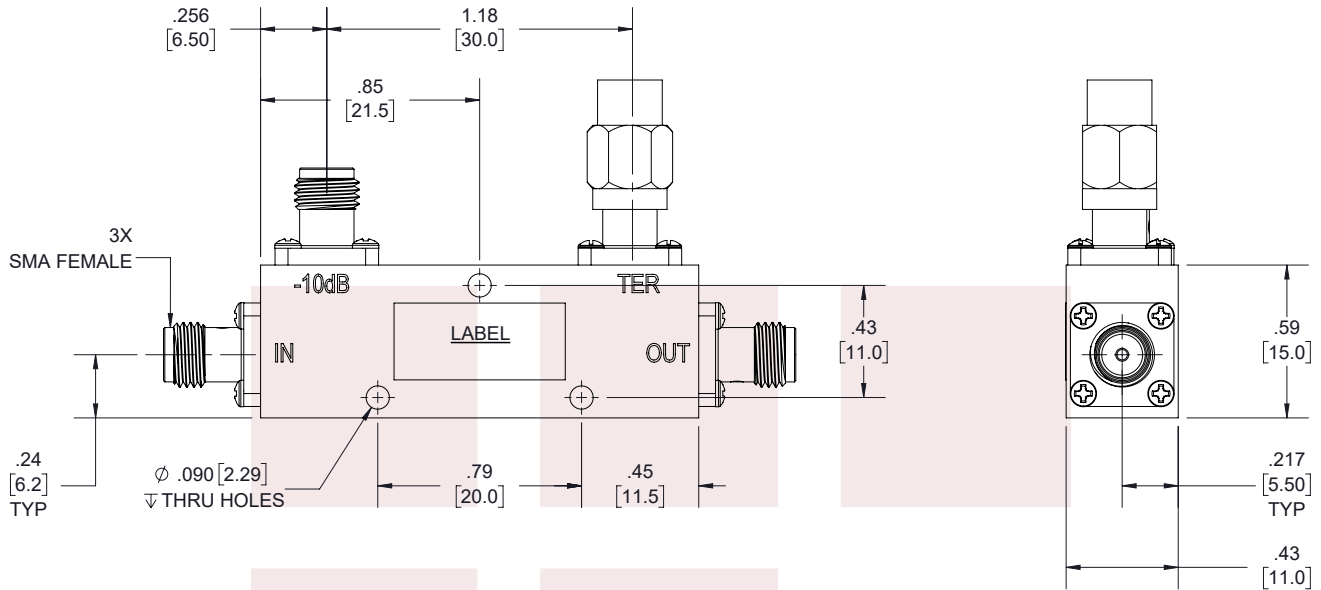 .256
[6.50]
1.18
[30.0]
.85
[21.5]
3X
SMA FEMALE
-10dB
TER
LABEL
IN
OUT
.43
[11.0]
.59
[15.0]
.24
[6.2]
TYP
⌀ .090 [2.29]
↧ THRU HOLES
.79
[20.0]
.45
[11.5]
.217
[5.50]
TYP
.43
[11.0]